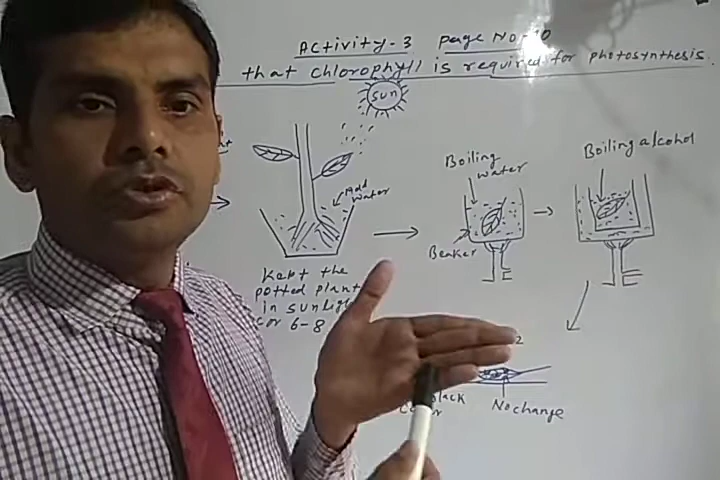 Activity-3 page No-10
that chlorophyll is required for photosynthesis.
sun
Add
water
Kept the
potted plant
in sunlight
for 6-8
Boiling
water
Beaker
Boiling alcohol
2
No change